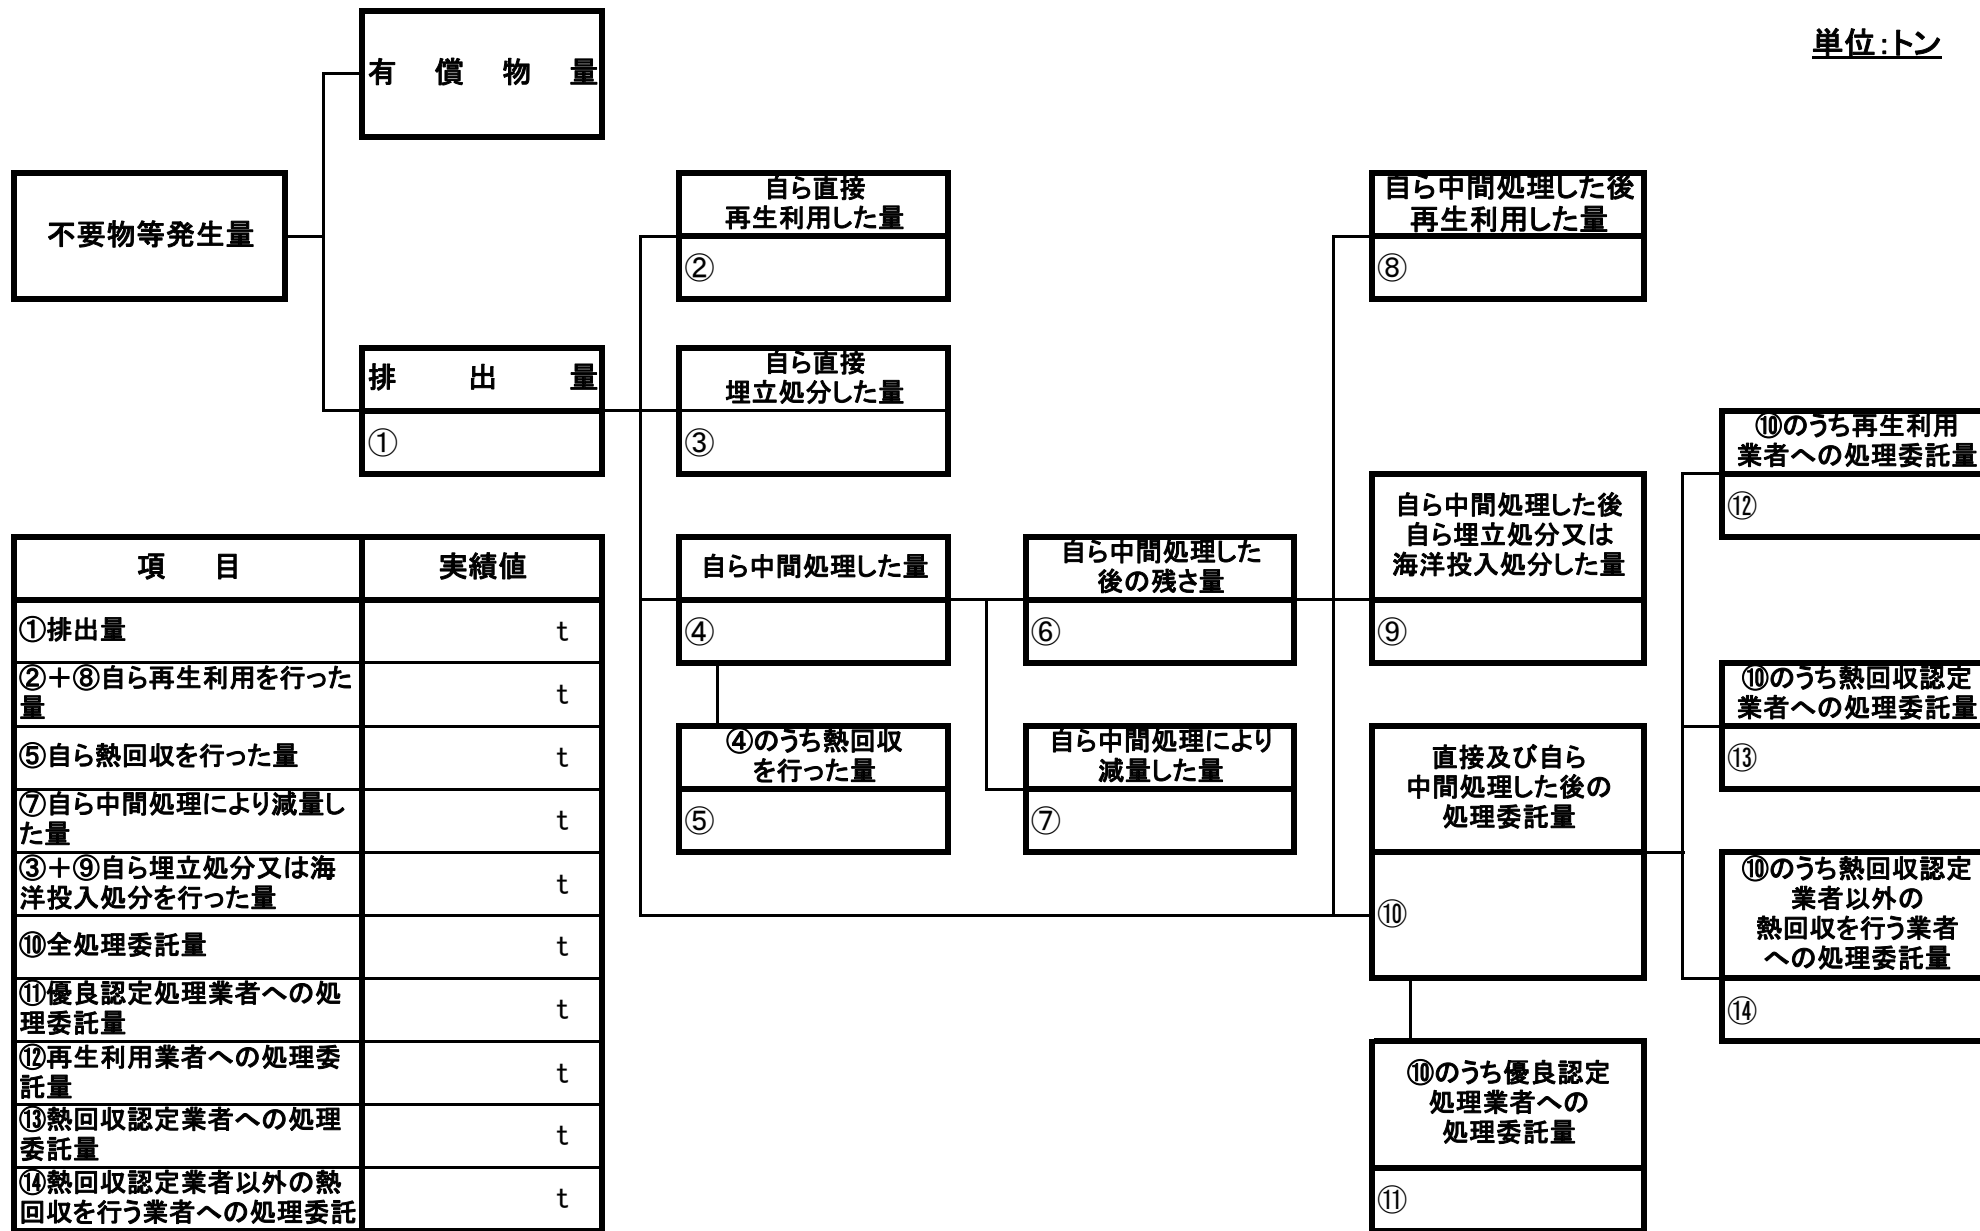 単位：トン
有償物量
不要物等発生量
排出量
①
自ら直接
再生利用した量
②
自ら直接
埋立処分した量
③
自ら中間処理した量
④
④のうち熱回収
を行った量
⑤
自ら中間処理した
後の残さ量
⑥
自ら中間処理により
減量した量
⑦
自ら中間処理した後
再生利用した量
⑧
自ら中間処理した後
自ら埋立処分又は
海洋投入処分した量
⑨
直接及び自ら
中間処理した後の
処理委託量
⑩
⑩のうち優良認定
処理業者への
処理委託量
⑪
⑩のうち再生利用
業者への処理委託量
⑫
⑩のうち熱回収認定
業者への処理委託量
⑬
⑩のうち熱回収認定
業者以外の
熱回収を行う業者
への処理委託量
⑭
項目 実績値
①排出量 t
②＋⑧自ら再生利用を行った
量 t
⑤自ら熱回収を行った量 t
⑦自ら中間処理により減量し
た量 t
③＋⑨自ら埋立処分又は海
洋投入処分を行った量 t
⑩全処理委託量 t
⑪優良認定処理業者への処
理委託量 t
⑫再生利用業者への処理委
託量 t
⑬熱回収認定業者への処理
委託量 t
⑭熱回収認定業者以外の熱
回収を行う業者への処理委託 t